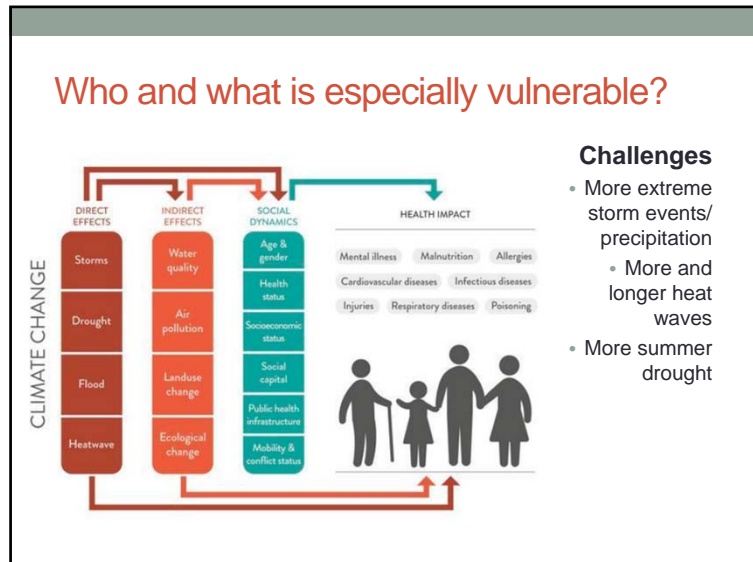 Who and what is especially vulnerable?
CLIMATE CHANGE
DIRECT
EFFECTS
Storms
Drought
Flood
Heatwave
INDIRECT
EFFECTS
Water
quality
Air
pollution
Landuse
change
Ecological
change
SOCIAL
DYNAMICS
Age &
gender
Health
status
Socioeconomic
status
Social
capital
Public health
infrastructure
Mobility &
conflict status
HEALTH IMPACT
Mental illness Malnutrition Allergies
Cardiovascular diseases Infectious diseases
Injuries Respiratory diseases Poisoning
Challenges
• More extreme
storm events/
precipitation
• More and
longer heat
waves
• More summer
drought